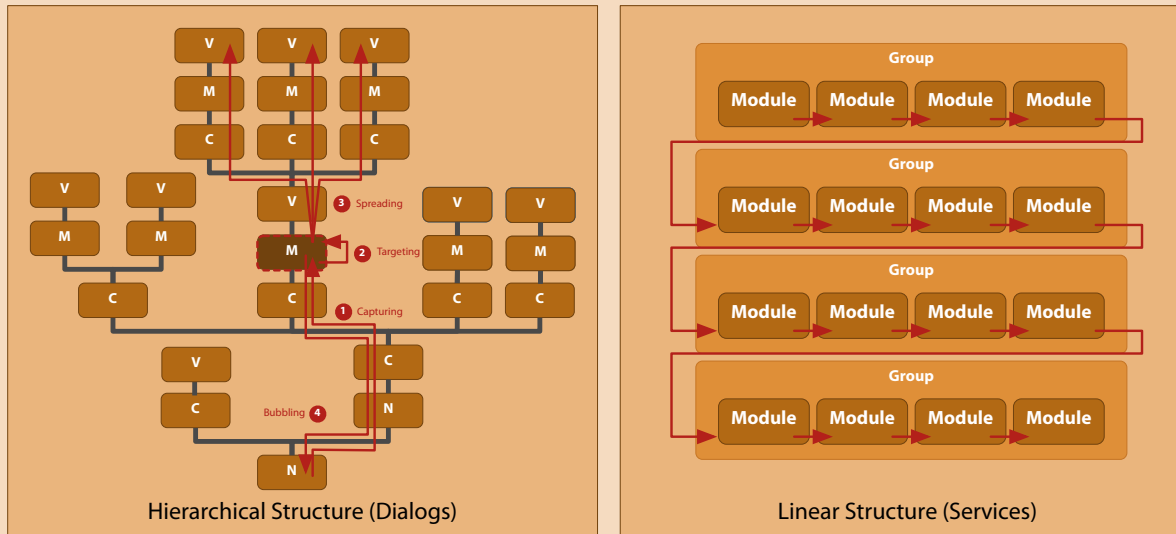 V V V
M M M
C C C
V V
V
3 Spreading
V V
M M
M
2 Targeting
M M
C
C
C C
1 Capturing
V
C
C
N
Bubbling 4
N
Hierarchical Structure (Dialogs)
Group
Module Module Module Module
Group
Module Module Module Module
Group
Module Module Module Module
Group
Module Module Module Module
Linear Structure (Services)